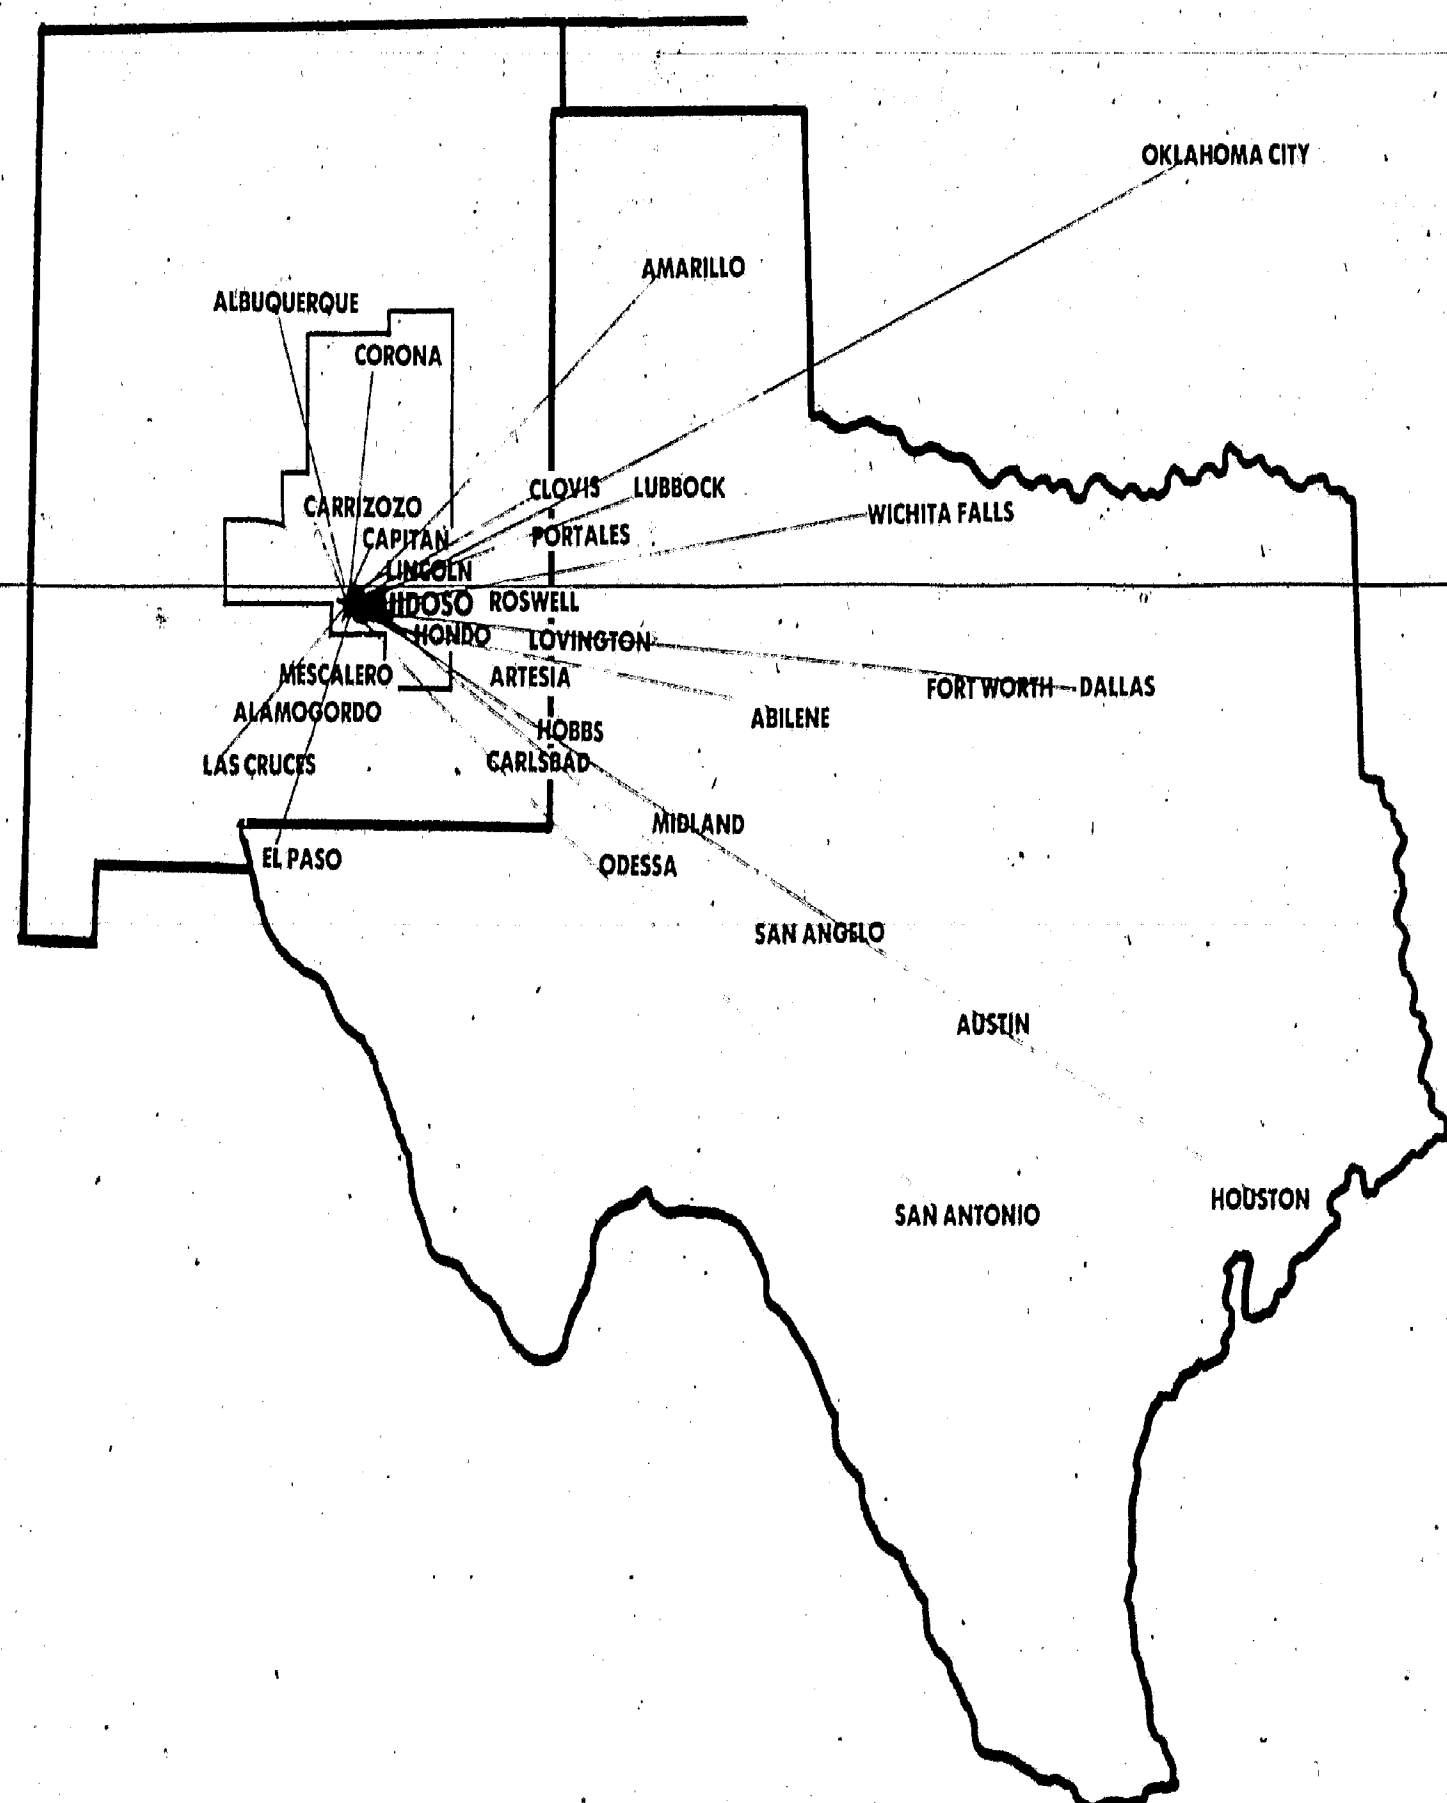 OKLAHOMA CITY
AMARILLO
ALBUQUERQUE
CORONA
CLOVIS
LUBBOCK
CARRIZOZO
WICHITA FALLS
CAPITAN
PORTALES
LINCOLN
IDOSO
ROSWELL
HONDO
LOVINGTON
MESCALERO
ARTESIA
FORT WORTH - DALLAS
ALAMOGORDO
ABILENE
HOBBS
LAS CRUCES
CARLSBAD
MIDLAND
EL PASO
ODESSA
SAN ANGELO
AUSTIN
HOUSTON
SAN ANTONIO